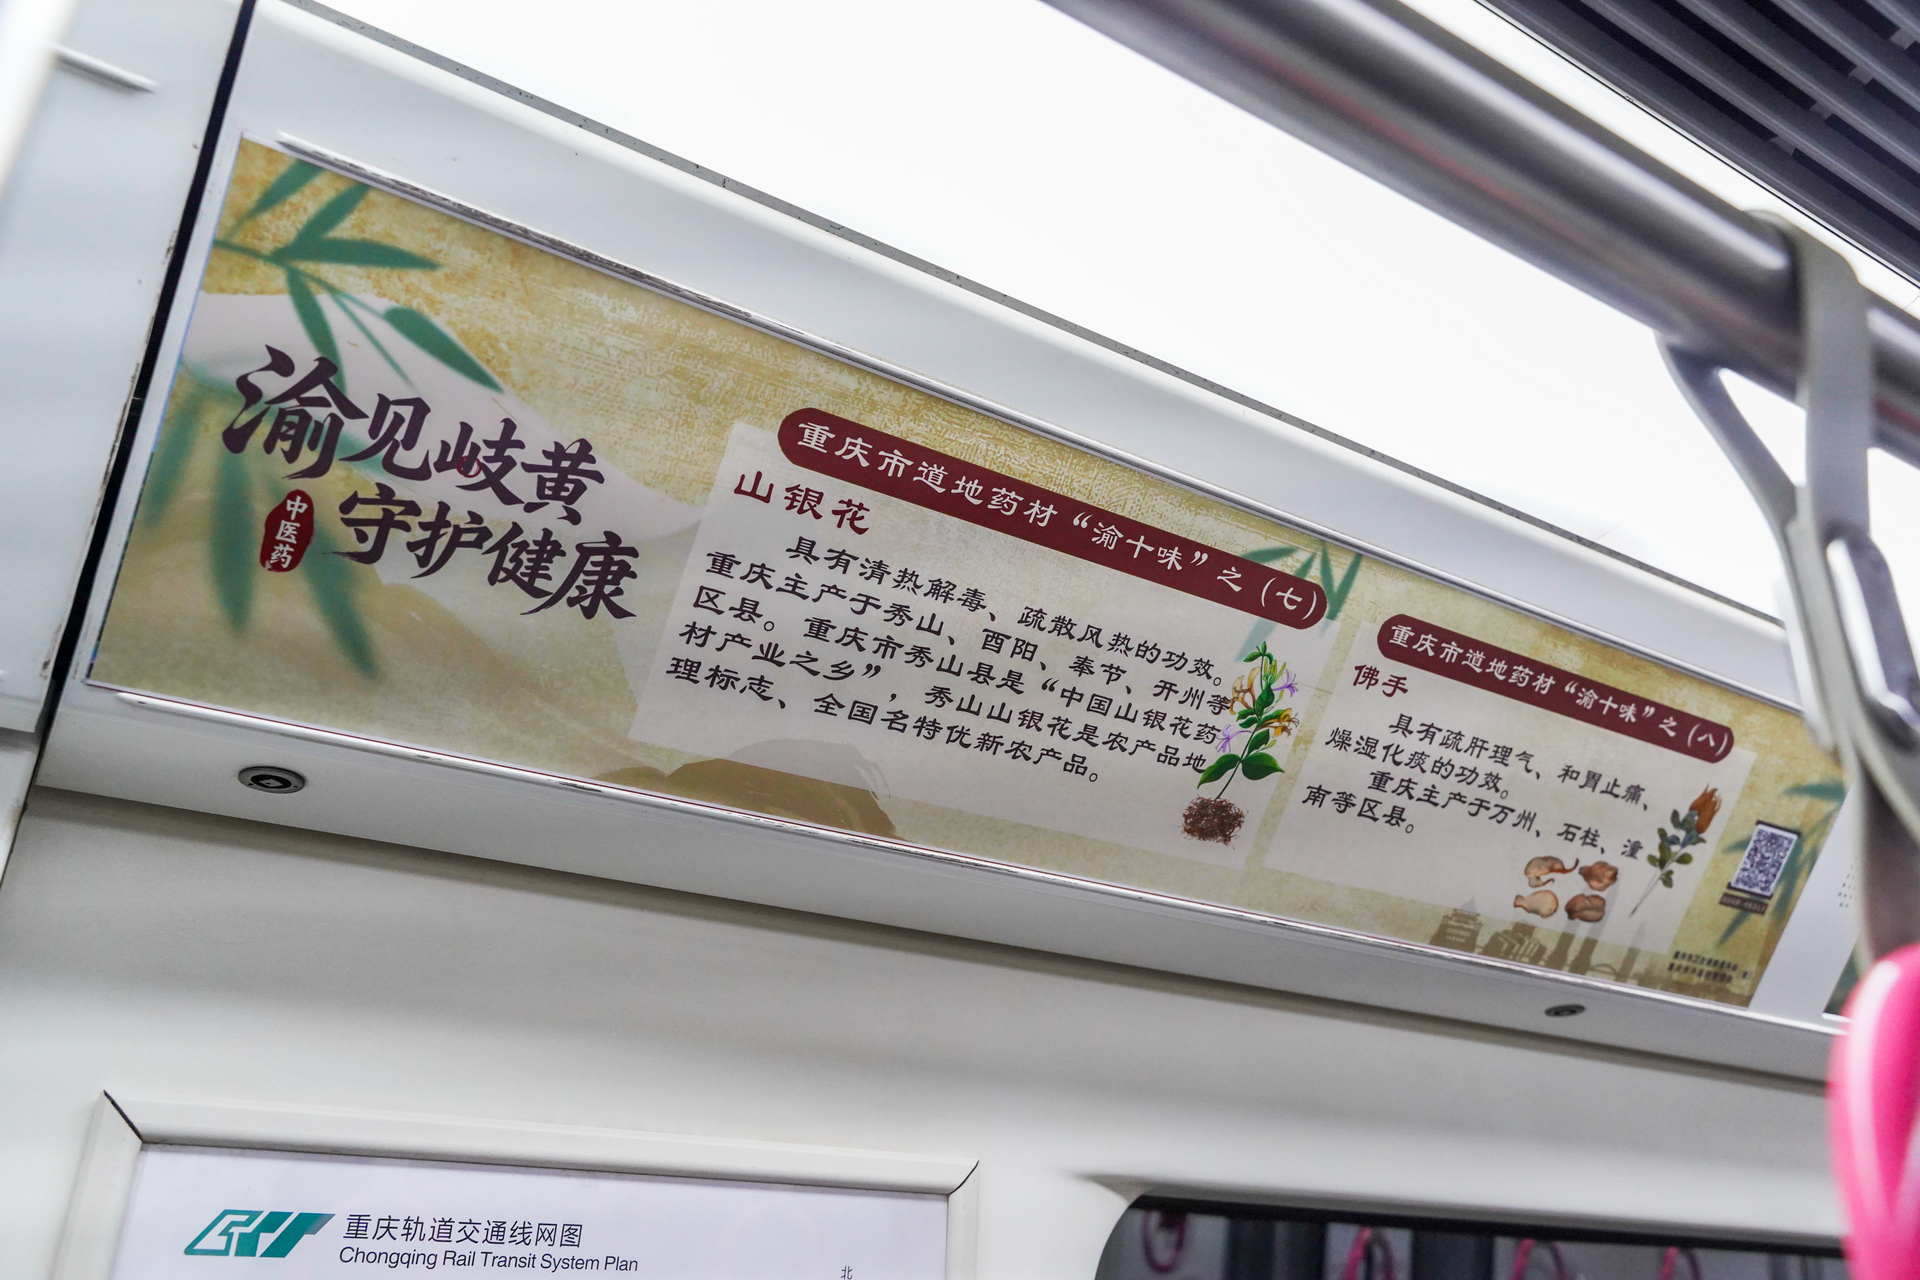 渝见岐黄
中医药
守护健康
重庆市道地药材“渝十味”之（七）
山银花
具有清热解毒、疏散风热的功效。
重庆主产于秀山、酉阳、奉节、开州等
区县。重庆市秀山县是“中国山银花药
材产业之乡”，秀山山银花是农产品地
理标志、全国名特优新农产品。
重庆市道地药材“渝十味”之（八）
佛手
具有疏肝理气、和胃止痛、
燥湿化痰的功效。
重庆主产于万州、石柱、潼
南等区县。
重庆轨道交通线网图
Chongqing Rail Transit System Plan
北